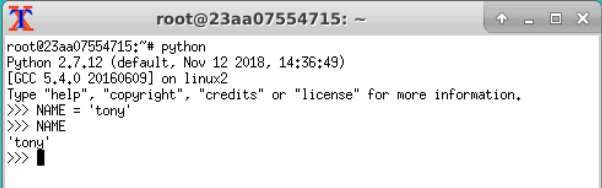 root@23aa07554715: ~
root@23aa07554715:~# python
Python 2.7.12 (default, Nov 12 2018, 14:36:49)
[GCC 5.4.0 20160609] on linux2
Type "help", "copyright", "credits" or "license" for more information.
>>> NAME = 'tony'
>>> NAME
'tony'
>>>